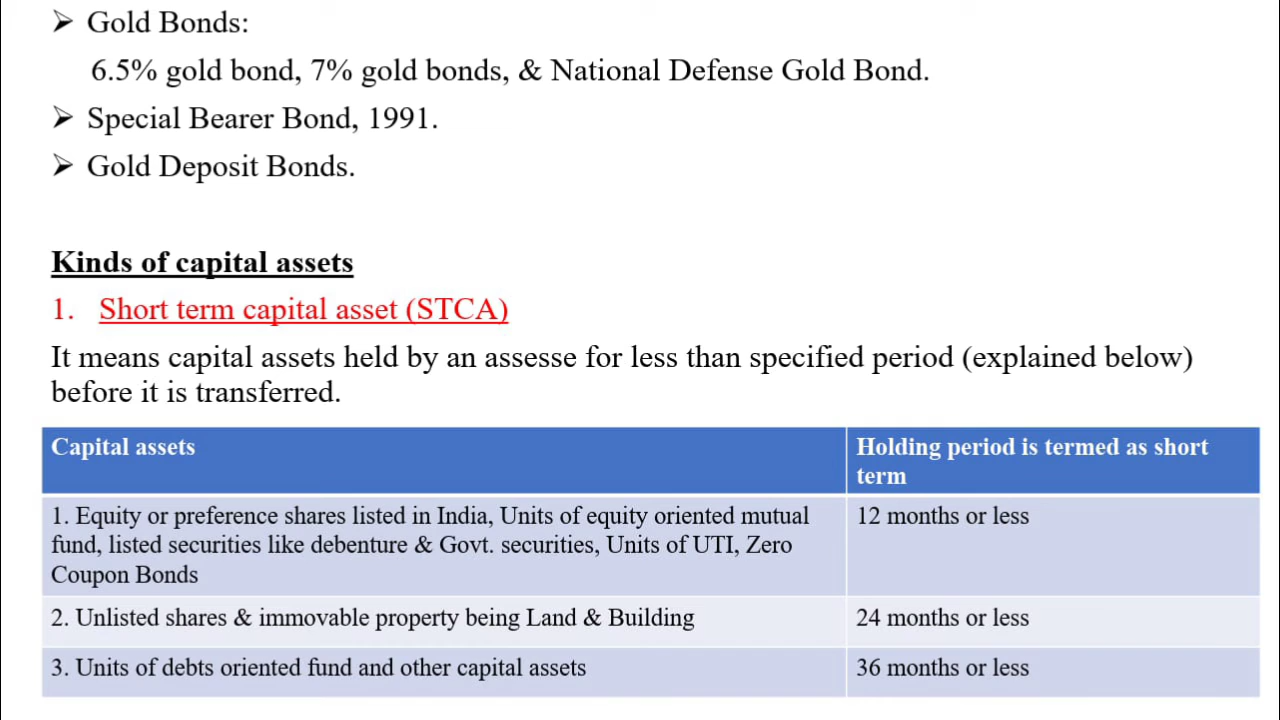 ➢ Gold Bonds:
6.5% gold bond, 7% gold bonds, & National Defense Gold Bond.
➢ Special Bearer Bond, 1991.
➢ Gold Deposit Bonds.
Kinds of capital assets
1. Short term capital asset (STCA)
It means capital assets held by an assesse for less than specified period (explained below)
before it is transferred.
Capital assets
Holding period is termed as short
term
1. Equity or preference shares listed in India, Units of equity oriented mutual
fund, listed securities like debenture & Govt. securities, Units of UTI, Zero
Coupon Bonds
12 months or less
2. Unlisted shares & immovable property being Land & Building
24 months or less
3. Units of debts oriented fund and other capital assets
36 months or less